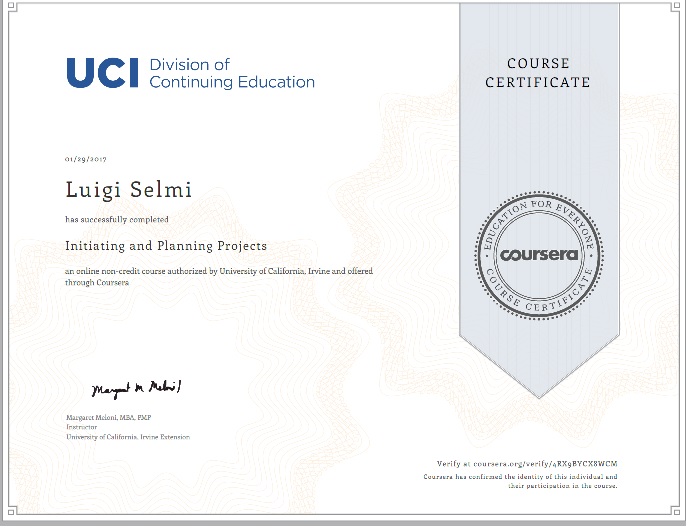 UCI Division of
Continuing Education
COURSE
CERTIFICATE
01/29/2017
Luigi Selmi
has successfully completed
Initiating and Planning Projects
an online non-credit course authorized by University of California, Irvine and offered
through Coursera
EDUCATION FOR EVERYONE
coursera
COURSE CERTIFICATE
Margaret Meloni, MBA, PMP
Instructor
University of California, Irvine Extension
Verify at coursera.org/verify/4RX9BYCX8WCM
Coursera has confirmed the identity of this individual and
their participation in the course.